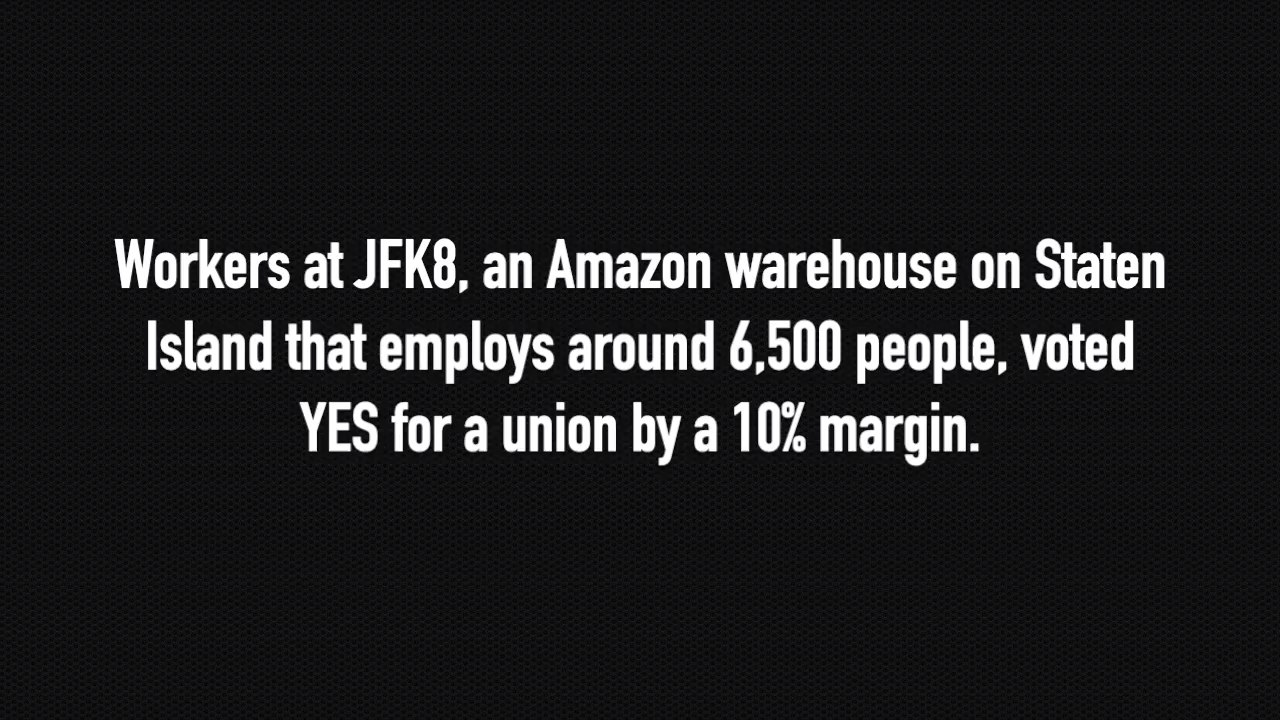 Workers at JFK8, an Amazon warehouse on Staten
Island that employs around 6,500 people, voted
YES for a union by a 10% margin.